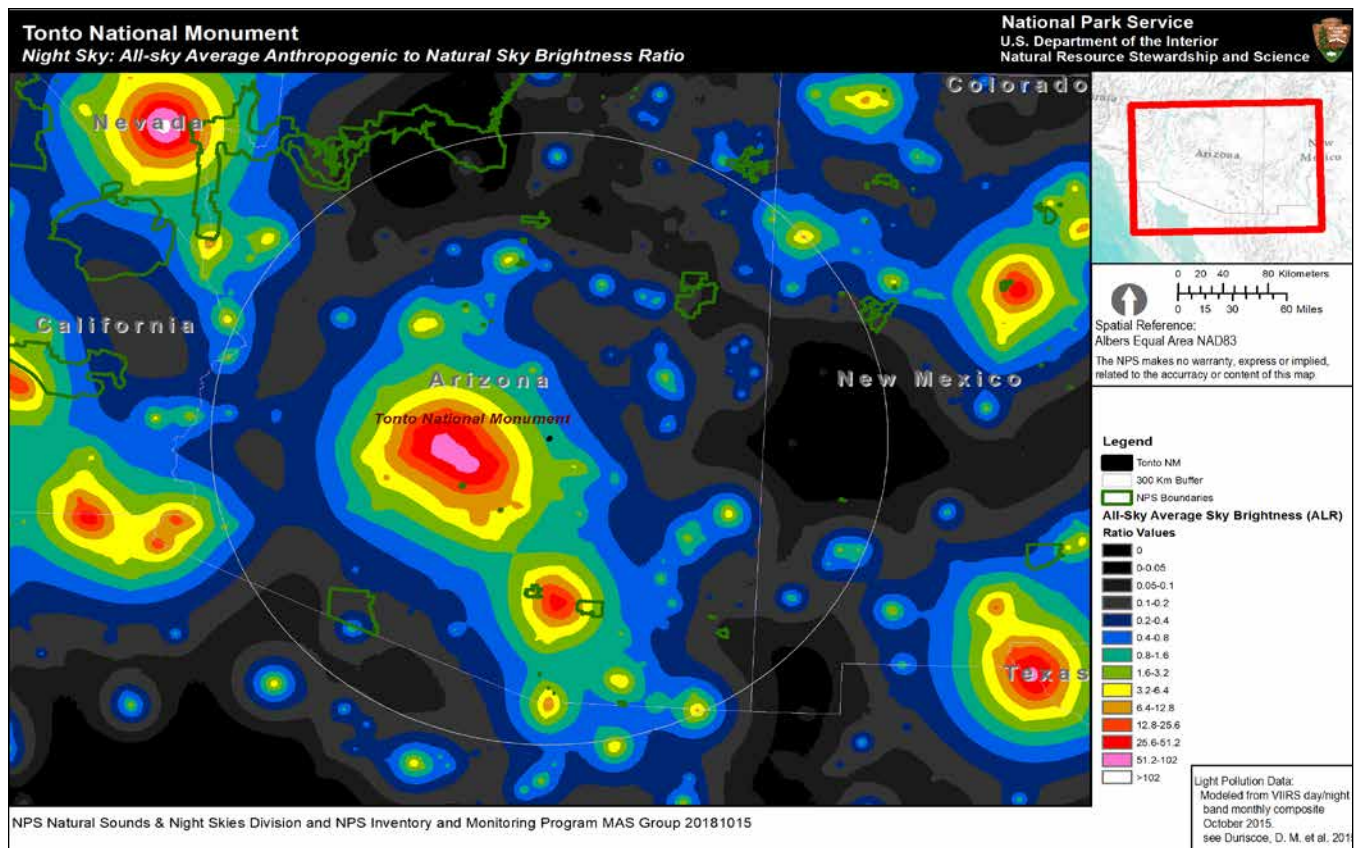 Tonto National Monument
Night Sky: All-sky Average Anthropogenic to Natural Sky Brightness Ratio
National Park Service
U.S. Department of the Interior
Natural Resource Stewardship and Science
Nevada
Colorado
California
Arizona
New Mexico
Tonto National Monument
Texas
Arizona
New
Mexico
0 20 40 80 Kilometers
0 15 30 60 Miles
Spatial Reference:
Albers Equal Area NAD83
The NPS makes no warranty, express or implied,
related to the accurracy or content of this map
Legend
Tonto NM
300 Km Buffer
NPS Boundaries
All-Sky Average Sky Brightness (ALR)
Ratio Values
0
0-0.05
0.05-0.1
0.1-0.2
0.2-0.4
0.4-0.8
0.8-1.6
1.6-3.2
3.2-6.4
6.4-12.8
12.8-25.6
25.6-51.2
51.2-102
>102
Light Pollution Data:
Modeled from VIIRS day/night
band monthly composite
October 2015.
see Duriscoe, D. M. et al. 201
NPS Natural Sounds & Night Skies Division and NPS Inventory and Monitoring Program MAS Group 20181015